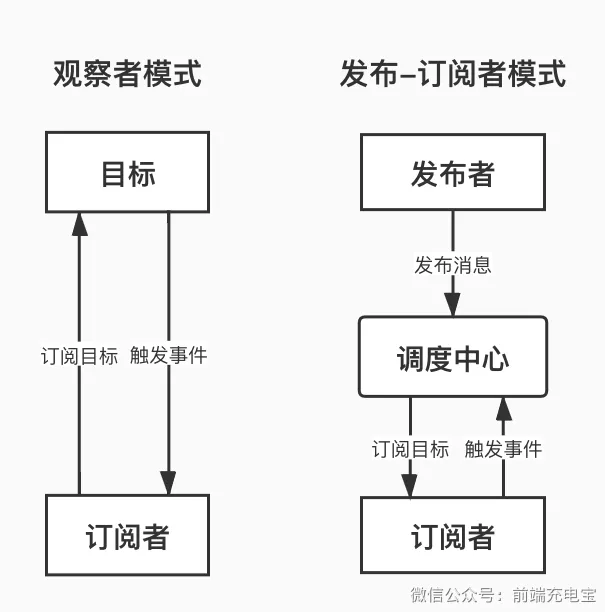 观察者模式
目标
订阅目标
触发事件
订阅者
发布-订阅者模式
发布者
发布消息
调度中心
订阅目标
触发事件
订阅者
微信公众号：前端充电宝